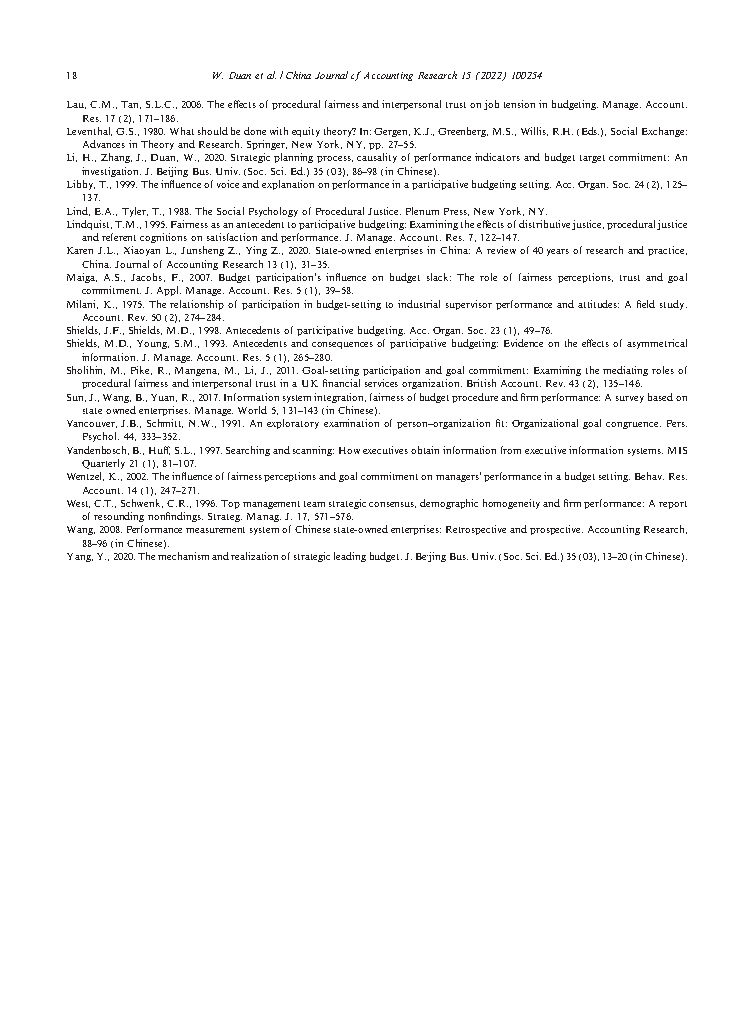 18
W. Duan et al. / China Journal of Accounting Research 15 (2022) 100254
Lau, C.M., Tan, S.L.C., 2006. The effects of procedural fairness and interpersonal trust on job tension in budgeting. Manage. Account.
Res. 17 (2), 171–186.
Leventhal, G.S., 1980. What should be done with equity theory? In: Gergen, K.J., Greenberg, M.S., Willis, R.H. (Eds.), Social Exchange:
Advances in Theory and Research. Springer, New York, NY, pp. 27–55.
Li, H., Zhang, J., Duan, W., 2020. Strategic planning process, causality of performance indicators and budget target commitment: An
investigation. J. Beijing Bus. Univ. (Soc. Sci. Ed.) 35 (03), 86–98 (in Chinese).
Libby, T., 1999. The influence of voice and explanation on performance in a participative budgeting setting. Acc. Organ. Soc. 24 (2), 125–
137.
Lind, E.A., Tyler, T., 1988. The Social Psychology of Procedural Justice. Plenum Press, New York, NY.
Lindquist, T.M., 1995. Fairness as an antecedent to participative budgeting: Examining the effects of distributive justice, procedural justice
and referent cognitions on satisfaction and performance. J. Manage. Account. Res. 7, 122–147.
Karen J.L., Xiaoyan L., Junsheng Z., Ying Z., 2020. State-owned enterprises in China: A review of 40 years of research and practice,
China. Journal of Accounting Research 13 (1), 31–35.
Maiga, A.S., Jacobs, F., 2007. Budget participation's influence on budget slack: The role of fairness perceptions, trust and goal
commitment. J. Appl. Manage. Account. Res. 5 (1), 39–58.
Milani, K., 1975. The relationship of participation in budget-setting to industrial supervisor performance and attitudes: A field study.
Account. Rev. 50 (2), 274–284.
Shields, J.F., Shields, M.D., 1998. Antecedents of participative budgeting. Acc. Organ. Soc. 23 (1), 49–76.
Shields, M.D., Young, S.M., 1993. Antecedents and consequences of participative budgeting: Evidence on the effects of asymmetrical
information. J. Manage. Account. Res. 5 (1), 265–280.
Sholihin, M., Pike, R., Mangena, M., Li, J., 2011. Goal-setting participation and goal commitment: Examining the mediating roles of
procedural fairness and interpersonal trust in a UK financial services organization. British Account. Rev. 43 (2), 135–146.
Sun, J., Wang, B., Yuan, R., 2017. Information system integration, fairness of budget procedure and firm performance: A survey based on
state owned enterprises. Manage. World 5, 131–143 (in Chinese).
Vancouver, J.B., Schmitt, N.W., 1991. An exploratory examination of person–organization fit: Organizational goal congruence. Pers.
Psychol. 44, 333–352.
Vandenbosch, B., Huff, S.L., 1997. Searching and scanning: How executives obtain information from executive information systems. MIS
Quarterly 21 (1), 81–107.
Wentzel, K., 2002. The influence of fairness perceptions and goal commitment on managers' performance in a budget setting. Behav. Res.
Account. 14 (1), 247–271.
West, C.T., Schwenk, C.R., 1996. Top management team strategic consensus, demographic homogeneity and firm performance: A report
of resounding nonfindings. Strateg. Manag. J. 17, 571–576.
Wang, 2008. Performance measurement system of Chinese state-owned enterprises: Retrospective and prospective. Accounting Research,
88–96 (in Chinese).
Yang, Y., 2020. The mechanism and realization of strategic leading budget. J. Beijing Bus. Univ. (Soc. Sci. Ed.) 35 (03), 13–20 (in Chinese).